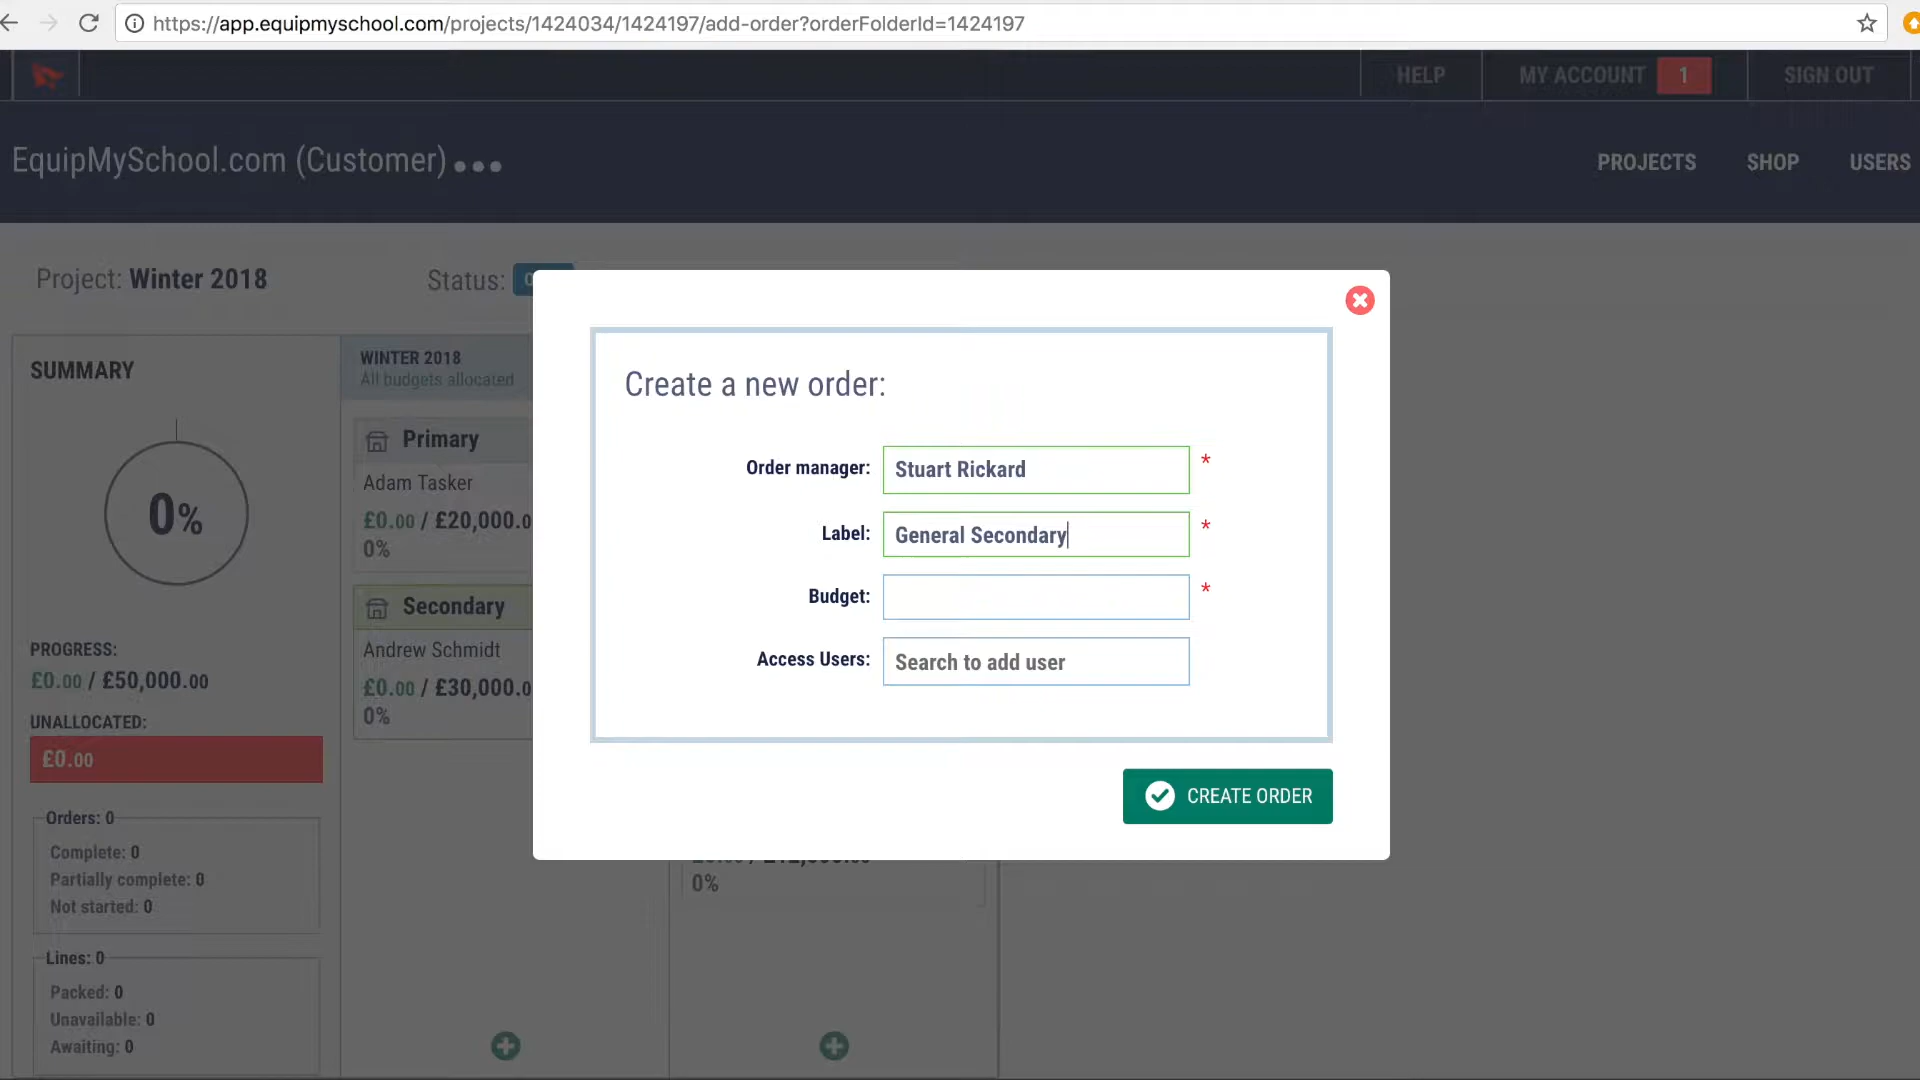 https://app.equipmyschool.com/projects/1424034/1424197/add-order?orderFolderId=1424197
HELP
MY ACCOUNT 1
SIGN OUT
EquipMySchool.com (Customer)
PROJECTS
SHOP
USERS
Project: Winter 2018
Status:
SUMMARY
0%
PROGRESS:
£0.00 / £50,000.00
UNALLOCATED:
£0.00
Orders: 0
Complete: 0
Partially complete: 0
Not started: 0
Lines: 0
Packed: 0
Unavailable: 0
Awaiting: 0
WINTER 2018
All budgets allocated
Primary
Adam Tasker
£0.00 / £20,000.0
0%
Secondary
Andrew Schmidt
£0.00 / £30,000.0
0%
0%
Create a new order:
Order manager: Stuart Rickard *
Label: General Secondary *
Budget: *
Access Users: Search to add user
CREATE ORDER